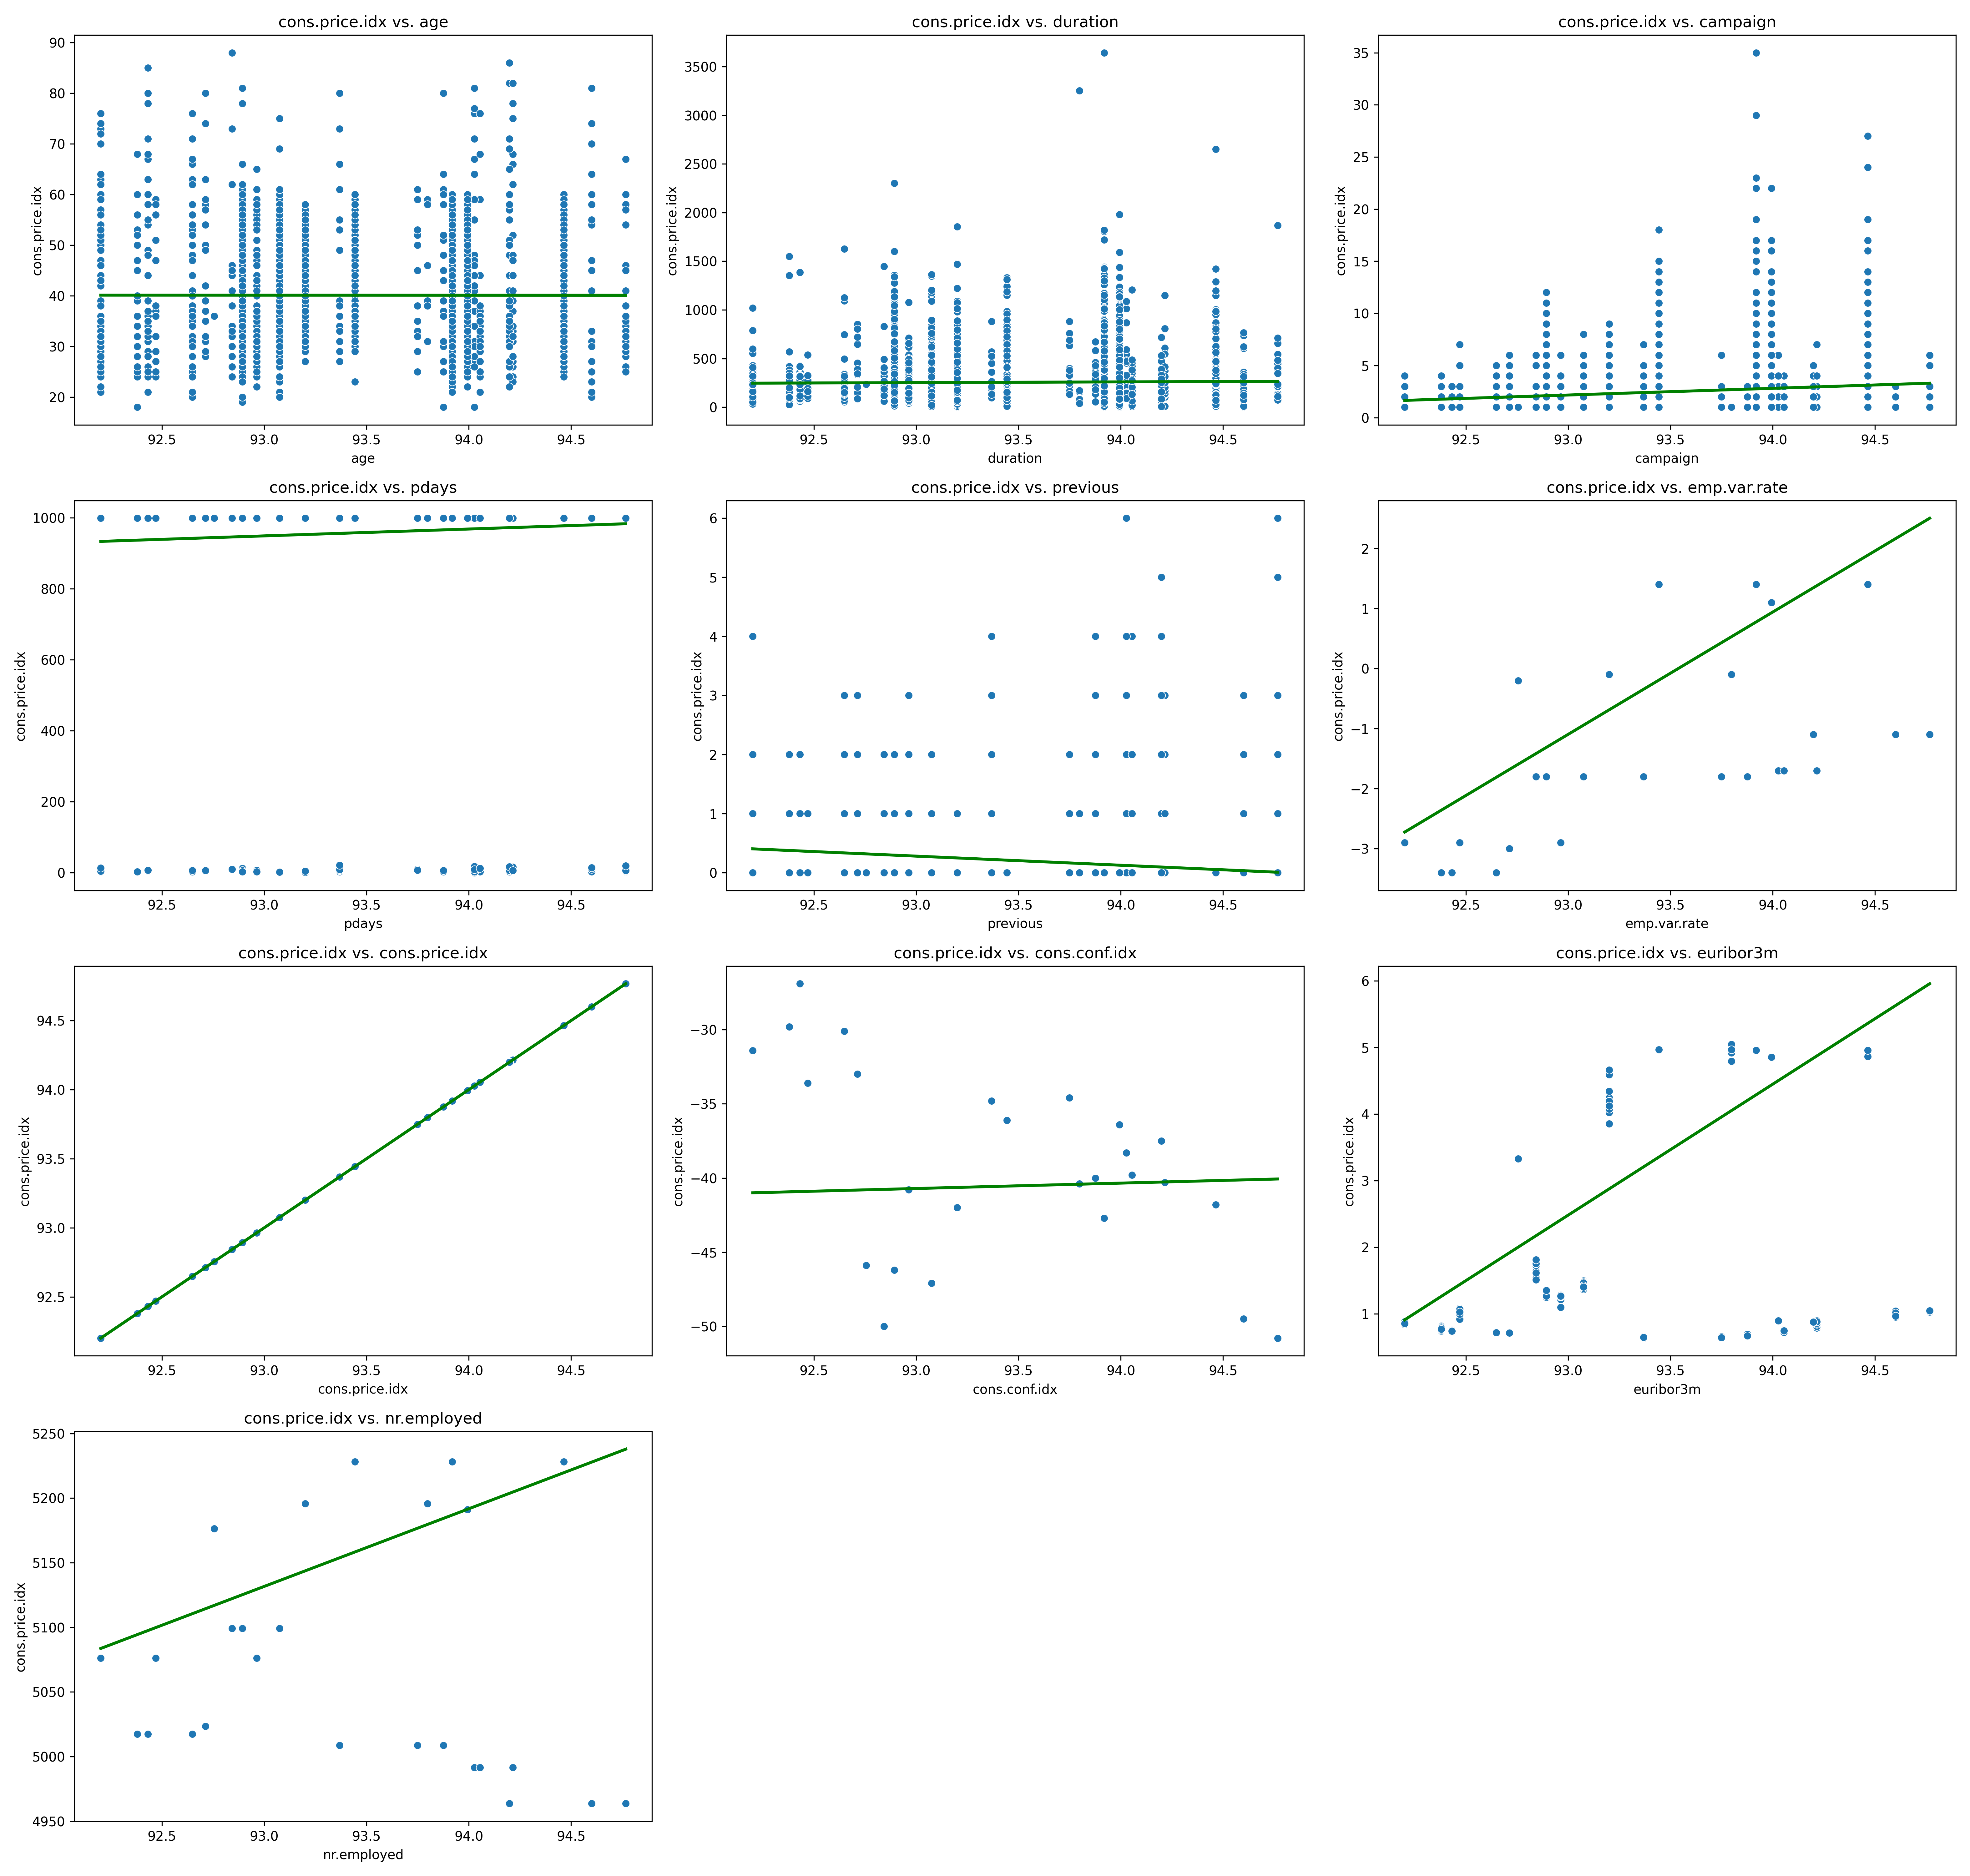 cons.price.idx vs. age
90
80
70
60
50
40
30
20
cons.price.idx
92.5 93.0 93.5 94.0 94.5
age
cons.price.idx vs. duration
3500
3000
2500
2000
1500
1000
500
0
cons.price.idx
92.5 93.0 93.5 94.0 94.5
duration
cons.price.idx vs. campaign
35
30
25
20
15
10
5
0
cons.price.idx
92.5 93.0 93.5 94.0 94.5
campaign
cons.price.idx vs. pdays
1000
800
600
400
200
0
cons.price.idx
92.5 93.0 93.5 94.0 94.5
pdays
cons.price.idx vs. previous
6
5
4
3
2
1
0
cons.price.idx
92.5 93.0 93.5 94.0 94.5
previous
cons.price.idx vs. emp.var.rate
2
1
0
−1
−2
−3
cons.price.idx
92.5 93.0 93.5 94.0 94.5
emp.var.rate
cons.price.idx vs. cons.price.idx
94.5
94.0
93.5
93.0
92.5
cons.price.idx
92.5 93.0 93.5 94.0 94.5
cons.price.idx
cons.price.idx vs. cons.conf.idx
−30
−35
−40
−45
−50
cons.price.idx
92.5 93.0 93.5 94.0 94.5
cons.conf.idx
cons.price.idx vs. euribor3m
6
5
4
3
2
1
cons.price.idx
92.5 93.0 93.5 94.0 94.5
euribor3m
cons.price.idx vs. nr.employed
5250
5200
5150
5100
5050
5000
4950
cons.price.idx
92.5 93.0 93.5 94.0 94.5
nr.employed